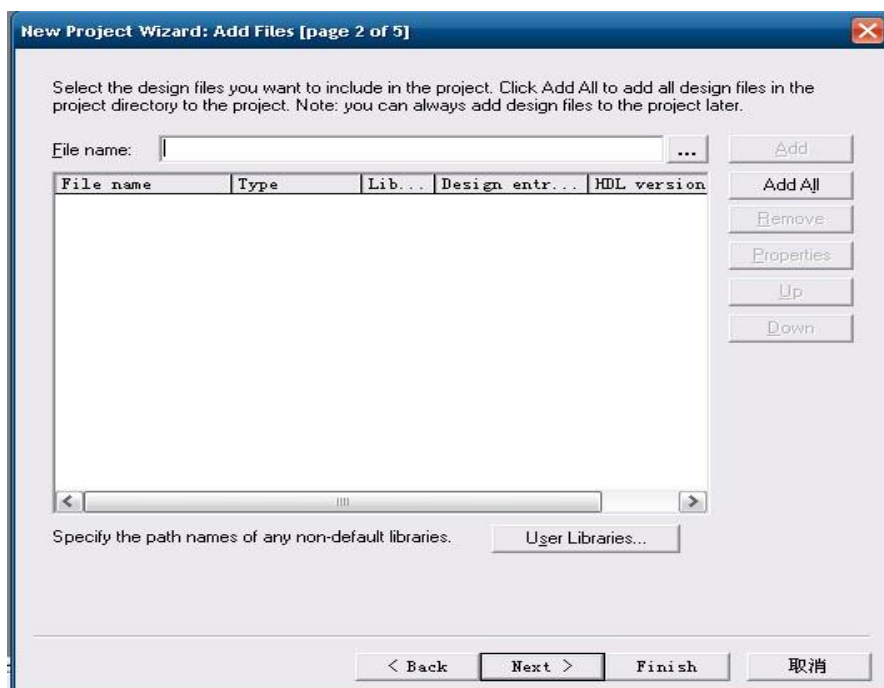 New Project Wizard: Add Files [page 2 of 5]
Select the design files you want to include in the project. Click Add All to add all design files in the
project directory to the project. Note: you can always add design files to the project later.
File name: ... Add
File name Type Lib... Design entr... HDL version Add All
Remove
Properties
Up
Down
Specify the path names of any non-default libraries. User Libraries...
< Back Next > Finish 取消